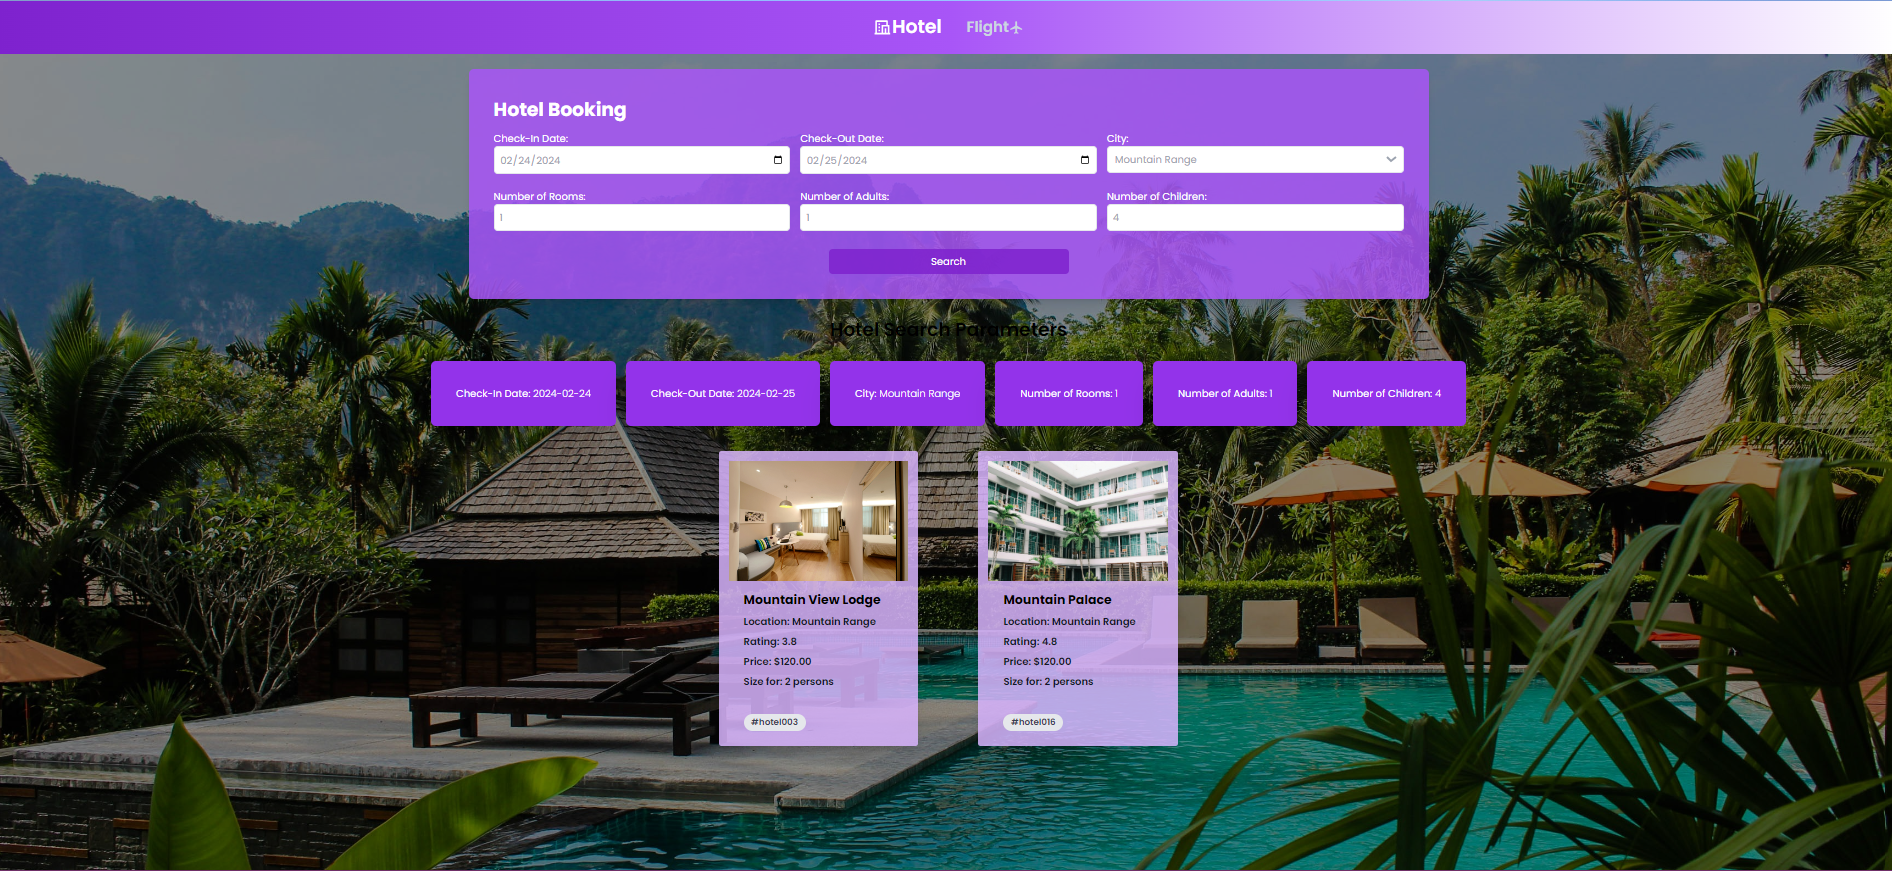 Hotel Flight
Hotel Booking
Check-In Date: Check-Out Date: City:
02/24/2024 02/25/2024 Mountain Range
Number of Rooms: Number of Adults: Number of Children:
1 1 4
Search
Hotel Search Parameters
Check-In Date: 2024-02-24 Check-Out Date: 2024-02-25 City: Mountain Range Number of Rooms: 1 Number of Adults: 1 Number of Children: 4
Mountain View Lodge
Location: Mountain Range
Rating: 3.8
Price: $120.00
Size for: 2 persons
#hotel003
Mountain Palace
Location: Mountain Range
Rating: 4.8
Price: $120.00
Size for: 2 persons
#hotel016